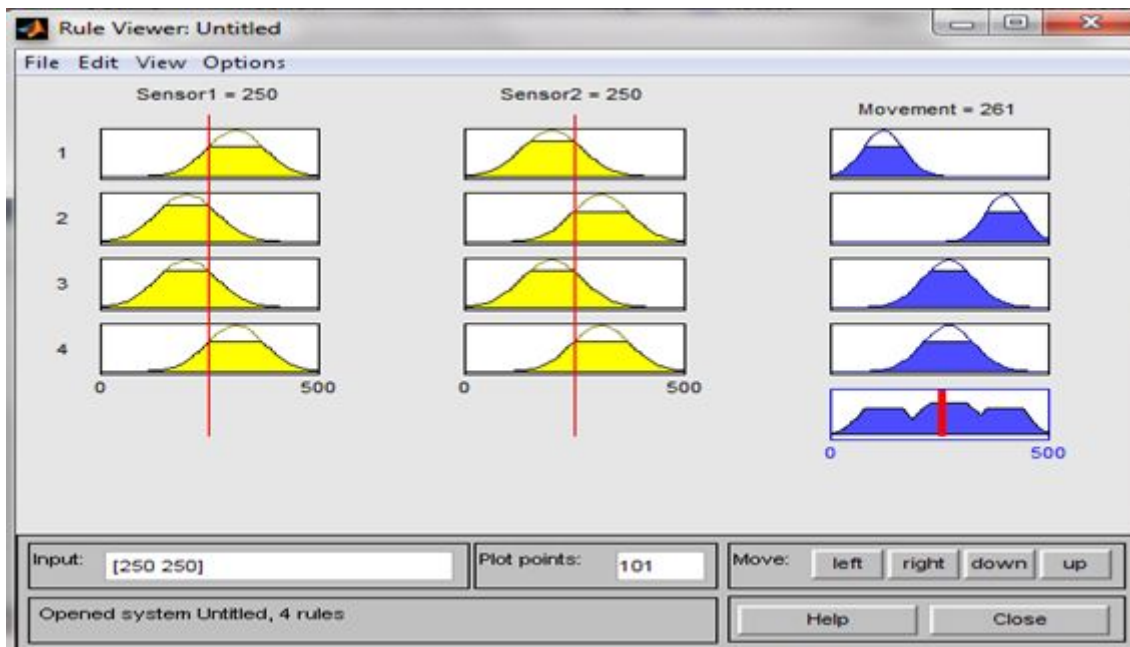 Rule Viewer: Untitled
File Edit View Options
Sensor1 = 250
Sensor2 = 250
Movement = 261
1
2
3
4
0 500
0 500
0 500
Input: [250 250]
Plot points: 101
Move: left right down up
Opened system Untitled, 4 rules
Help Close